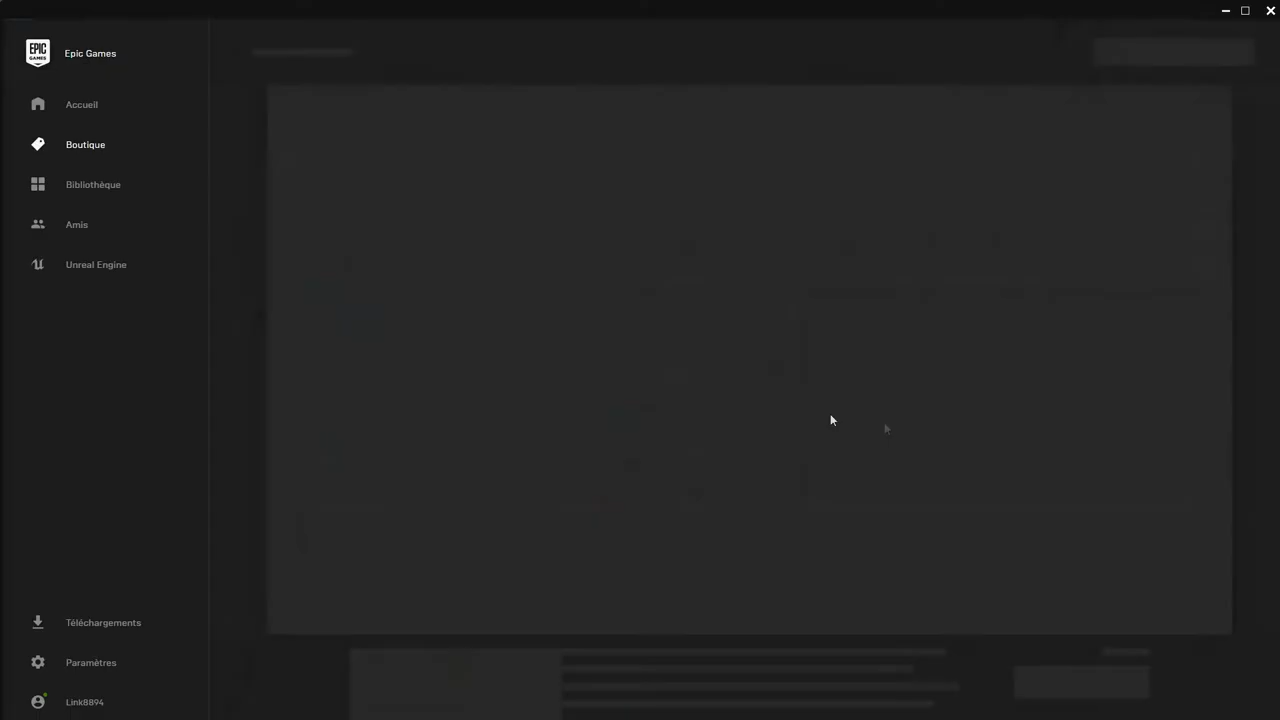 EPIC
GAMES
Epic Games
Accueil
Boutique
Bibliothèque
Amis
Unreal Engine
Téléchargements
Paramètres
Link8894